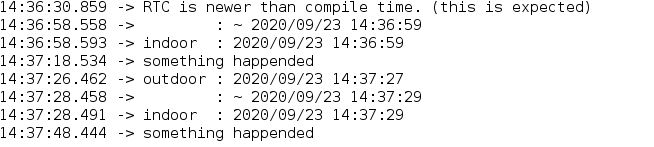 14:36:30.859 -> RTC is newer than compile time. (this is expected)
14:36:58.558 ->         : ~ 2020/09/23 14:36:59
14:36:58.593 -> indoor  : 2020/09/23 14:36:59
14:37:18.534 -> something happended
14:37:26.462 -> outdoor : 2020/09/23 14:37:27
14:37:28.458 ->         : ~ 2020/09/23 14:37:29
14:37:28.491 -> indoor  : 2020/09/23 14:37:29
14:37:48.444 -> something happended